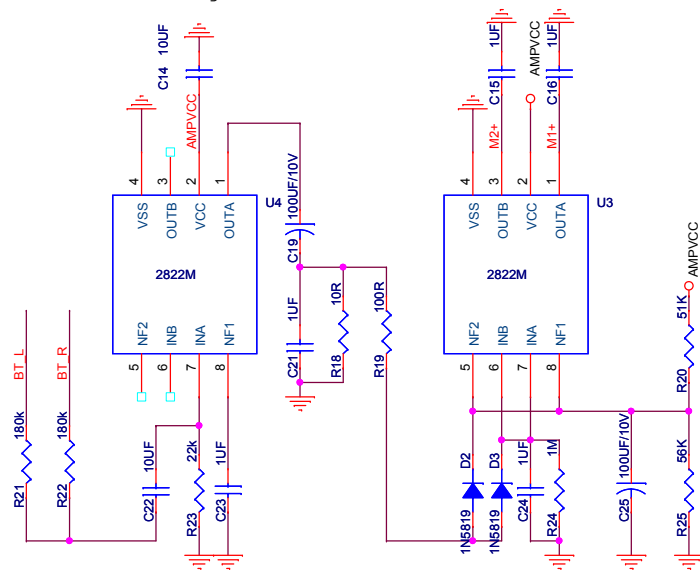 10UF
C14
AMPVCC
4
3
2
1
VSS
OUTB
VCC
OUTA
U4
2822M
NF2
INB
INA
NF1
5
6
7
8
100UF/10V
C19
1UF
C21
10R
R18
100R
R19
BT_L
BT_R
180k
R21
180k
R22
10UF
C22
22k
R23
1UF
C23
1UF
C15
AMPVCC
1UF
C16
M2+
M1+
4
3
2
1
VSS
OUTB
VCC
OUTA
U3
2822M
NF2
INB
INA
NF1
5
6
7
8
AMPVCC
51K
R20
D2
1N5819
D3
1N5819
1UF
C24
1M
R24
100UF/10V
C25
56K
R25